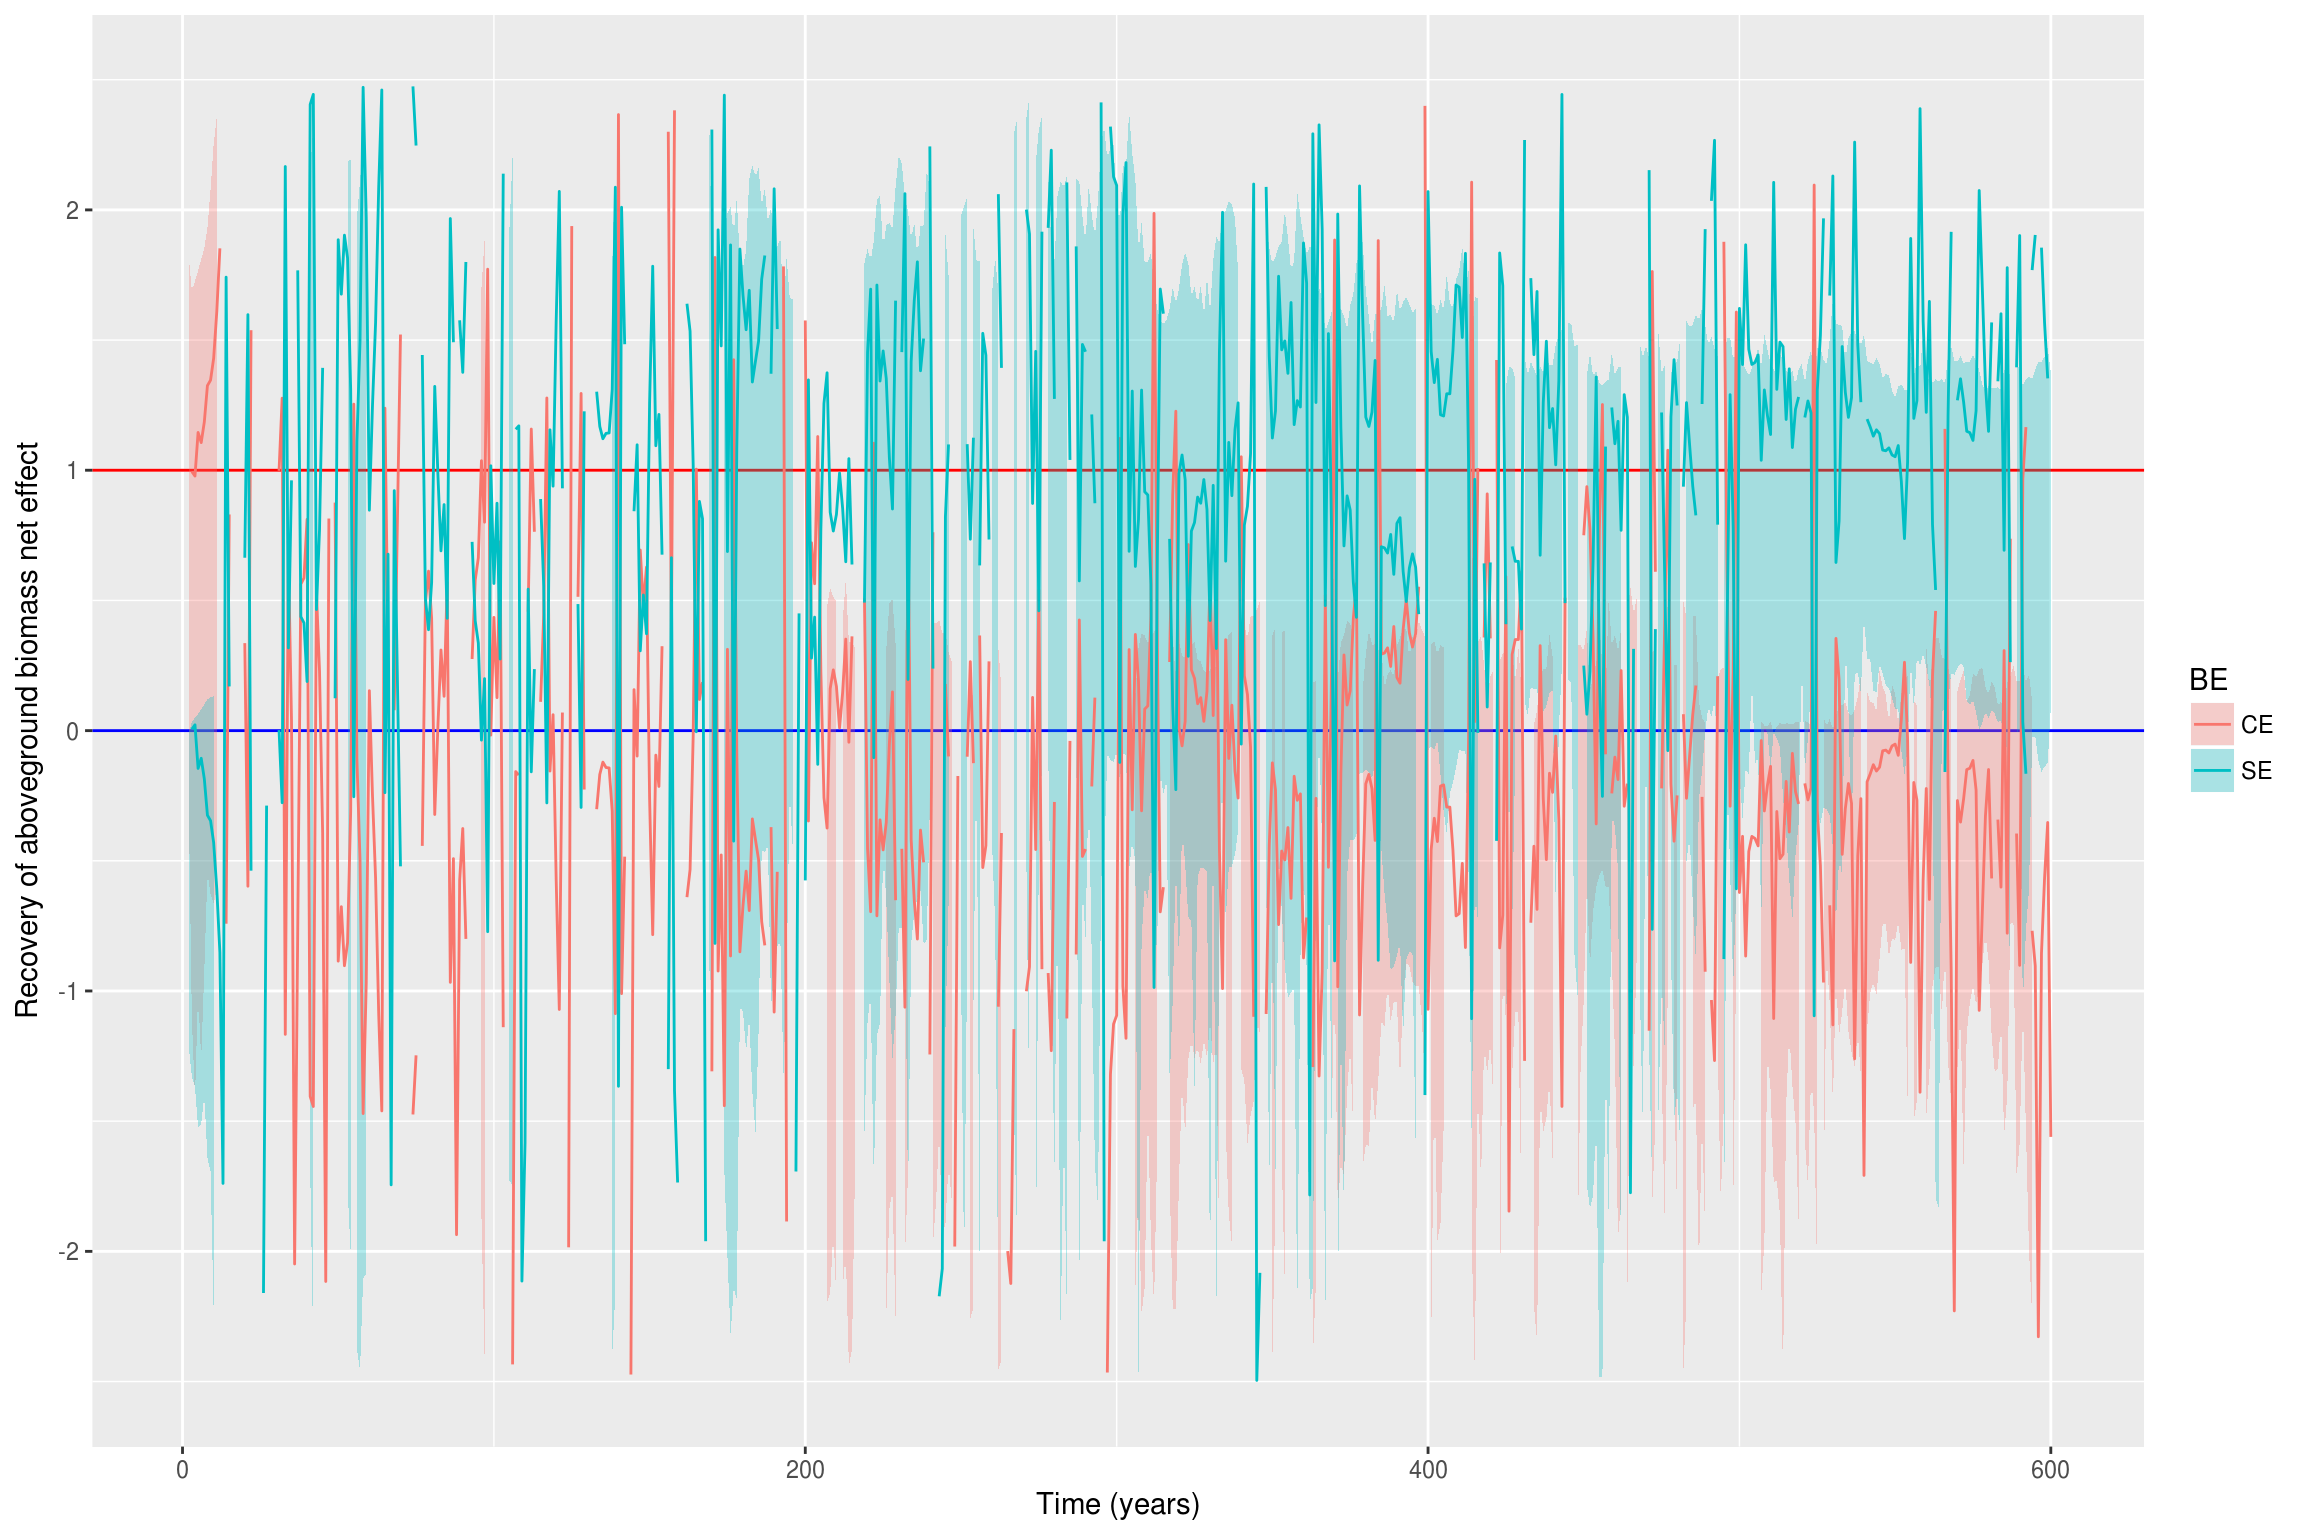 Recovery of aboveground biomass net effect
2
1
0
-1
-2
0
200
400
600
Time (years)
BE
CE
SE